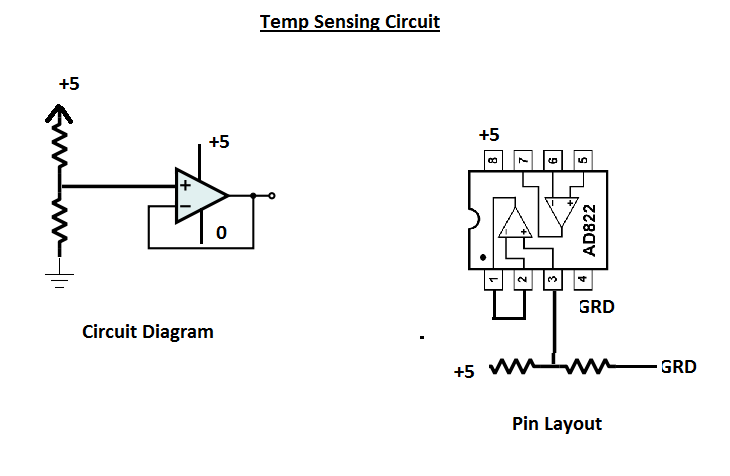 Temp Sensing Circuit
+5
+5
+
−
0
Circuit Diagram
+5
8 7 6 5
− +
− +
AD822
1 2 3 4
GRD
+5
GRD
Pin Layout